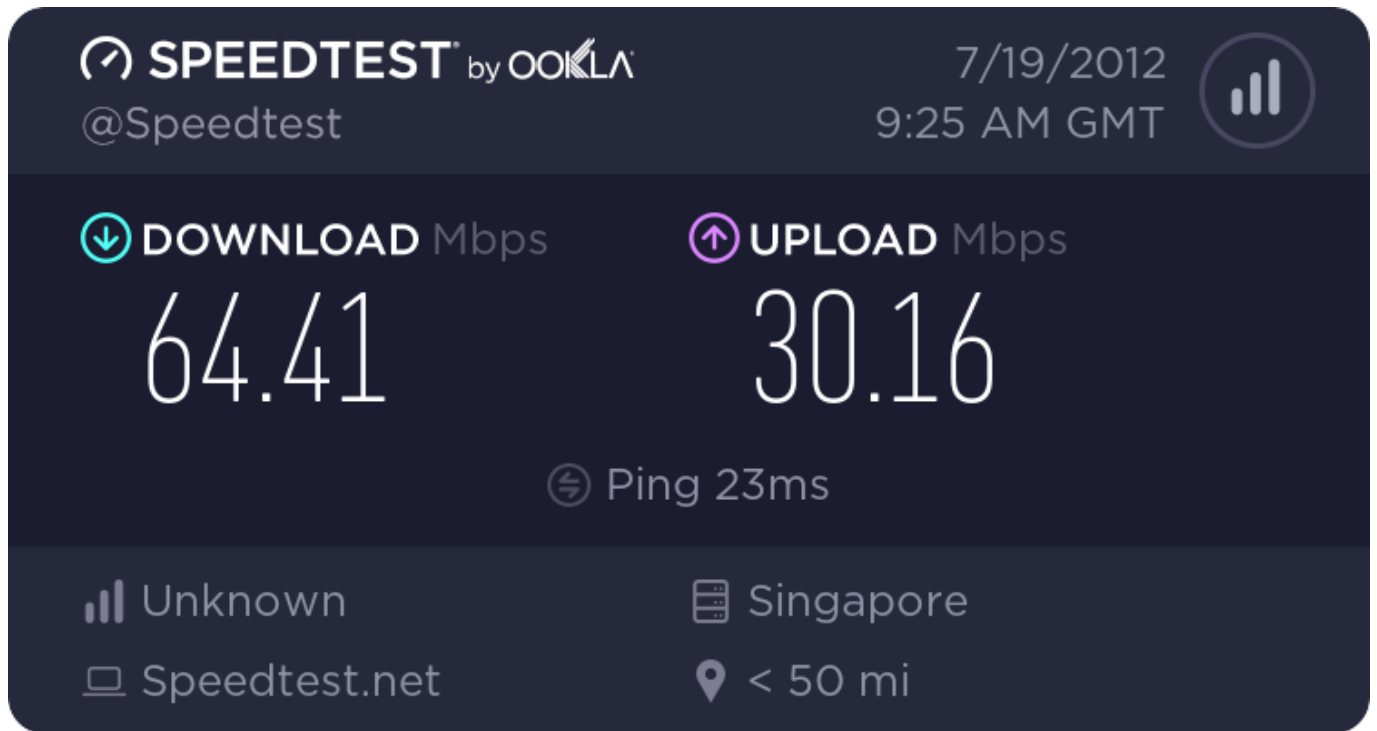 SPEEDTEST by OOKLA
@Speedtest
7/19/2012
9:25 AM GMT
DOWNLOAD Mbps
64.41
UPLOAD Mbps
30.16
Ping 23ms
Unknown
Singapore
Speedtest.net
< 50 mi